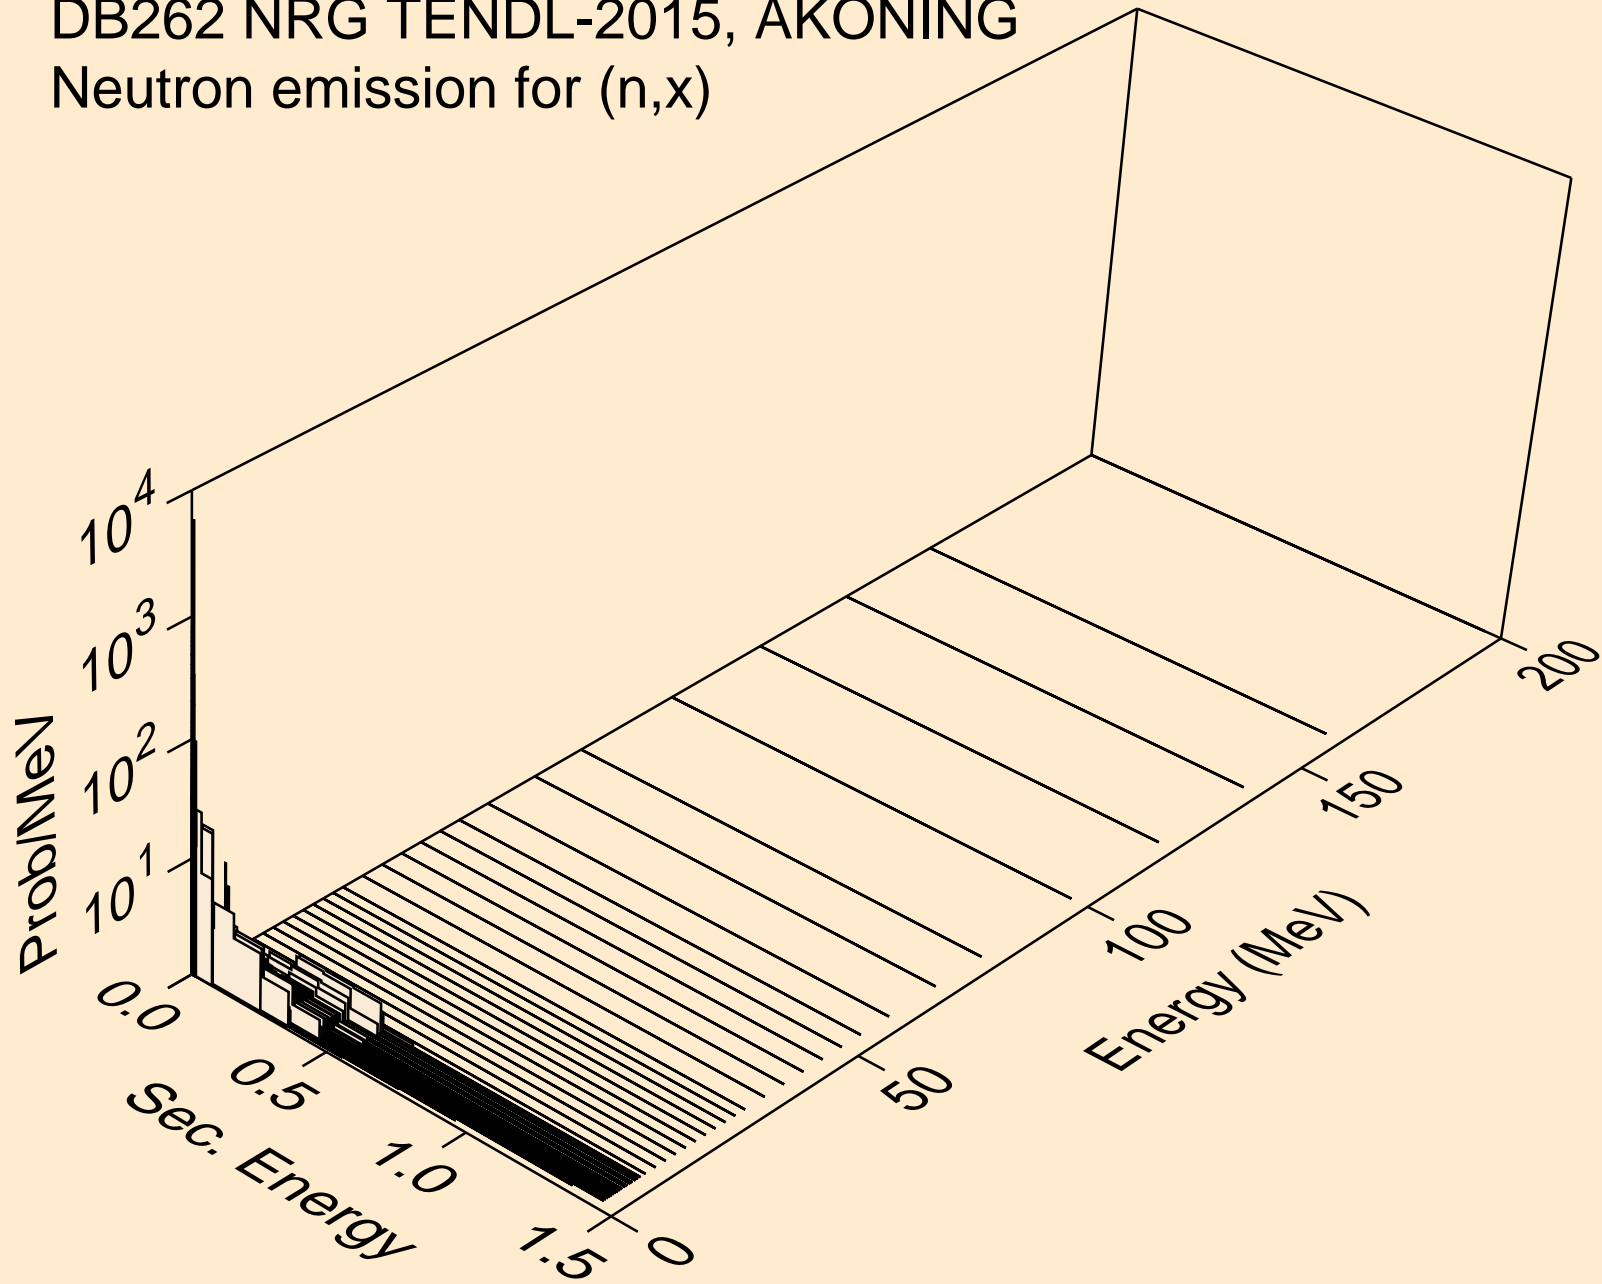 DB262 NRG TENDL-2015, AKONING
Neutron emission for (n,x)
10^4
10^3
10^2
10^1
Prob/MeV
0.0
0.5
1.0
1.5
Sec. Energy
0
50
100
150
200
Energy (MeV)